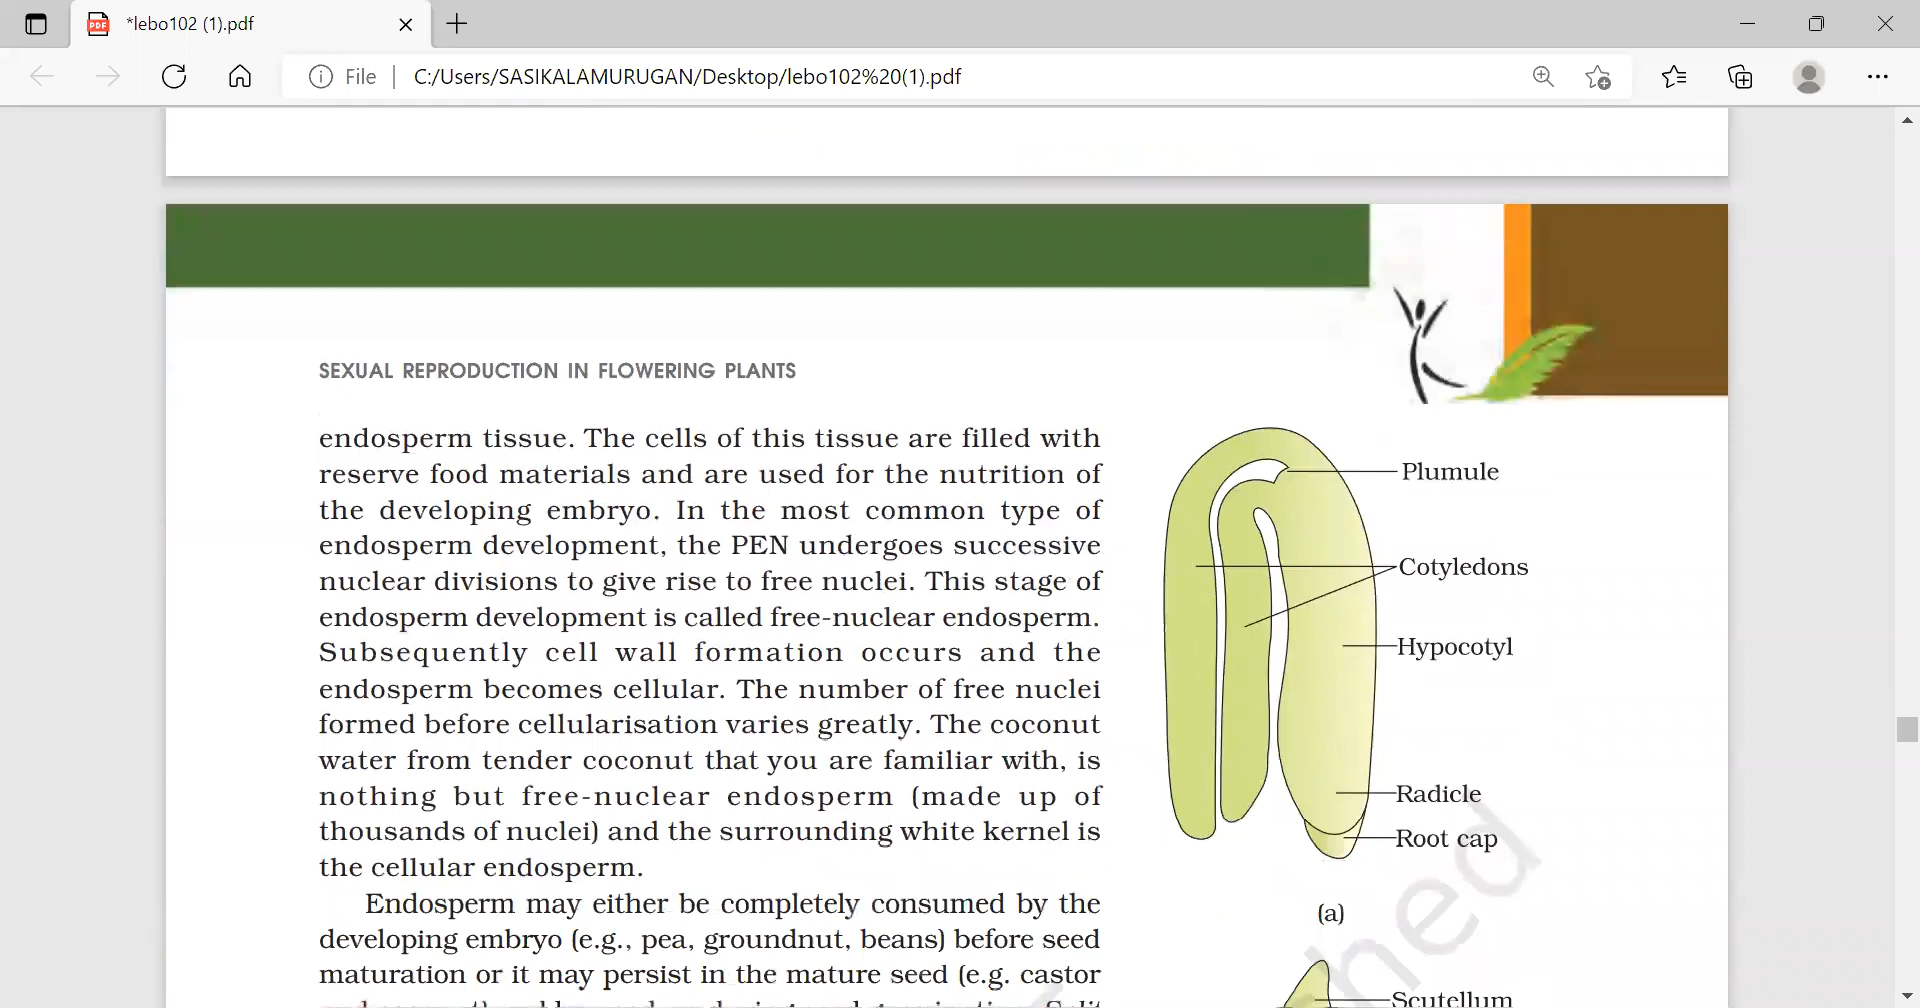 *lebo102 (1).pdf
File
C:/Users/SASIKALAMURUGAN/Desktop/lebo102%20(1).pdf
SEXUAL REPRODUCTION IN FLOWERING PLANTS
endosperm tissue. The cells of this tissue are filled with
reserve food materials and are used for the nutrition of
the developing embryo. In the most common type of
endosperm development, the PEN undergoes successive
nuclear divisions to give rise to free nuclei. This stage of
endosperm development is called free-nuclear endosperm.
Subsequently cell wall formation occurs and the
endosperm becomes cellular. The number of free nuclei
formed before cellularisation varies greatly. The coconut
water from tender coconut that you are familiar with, is
nothing but free-nuclear endosperm (made up of
thousands of nuclei) and the surrounding white kernel is
the cellular endosperm.
Endosperm may either be completely consumed by the
developing embryo (e.g., pea, groundnut, beans) before seed
maturation or it may persist in the mature seed (e.g. castor
Plumule
Cotyledons
Hypocotyl
Radicle
Root cap
(a)
Scutellum
hed